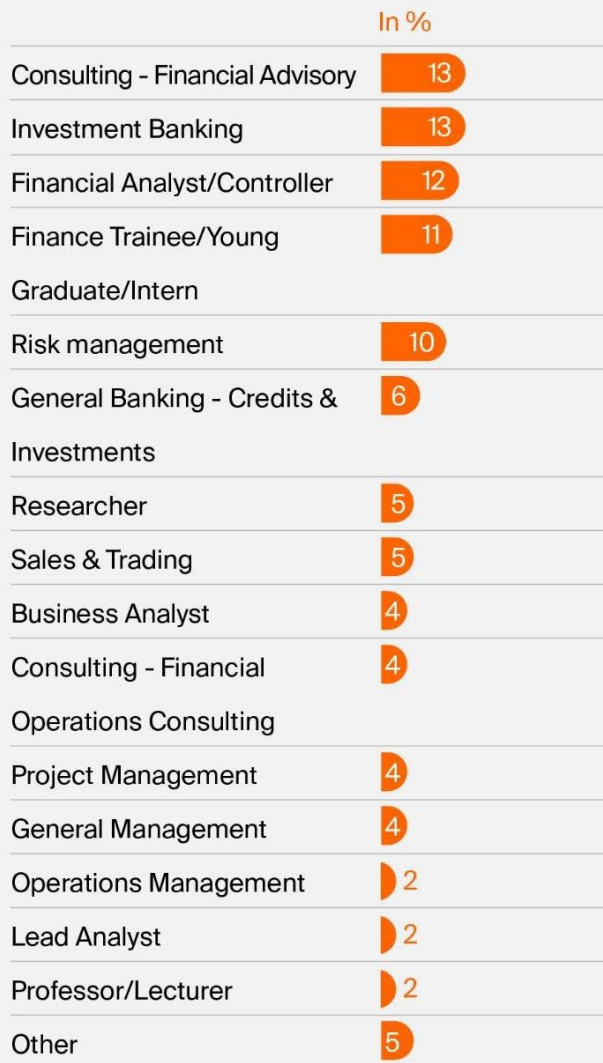 In %
Consulting - Financial Advisory 13
Investment Banking 13
Financial Analyst/Controller 12
Finance Trainee/Young 11
Graduate/Intern
Risk management 10
General Banking - Credits & 6
Investments
Researcher 5
Sales & Trading 5
Business Analyst 4
Consulting - Financial 4
Operations Consulting
Project Management 4
General Management 4
Operations Management 2
Lead Analyst 2
Professor/Lecturer 2
Other 5